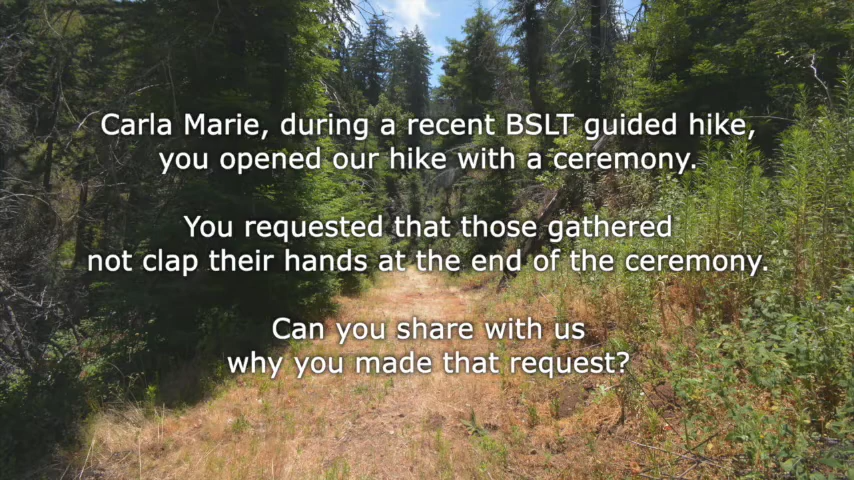 Carla Marie, during a recent BSLT guided hike,
you opened our hike with a ceremony.
You requested that those gathered
not clap their hands at the end of the ceremony.
Can you share with us
why you made that request?